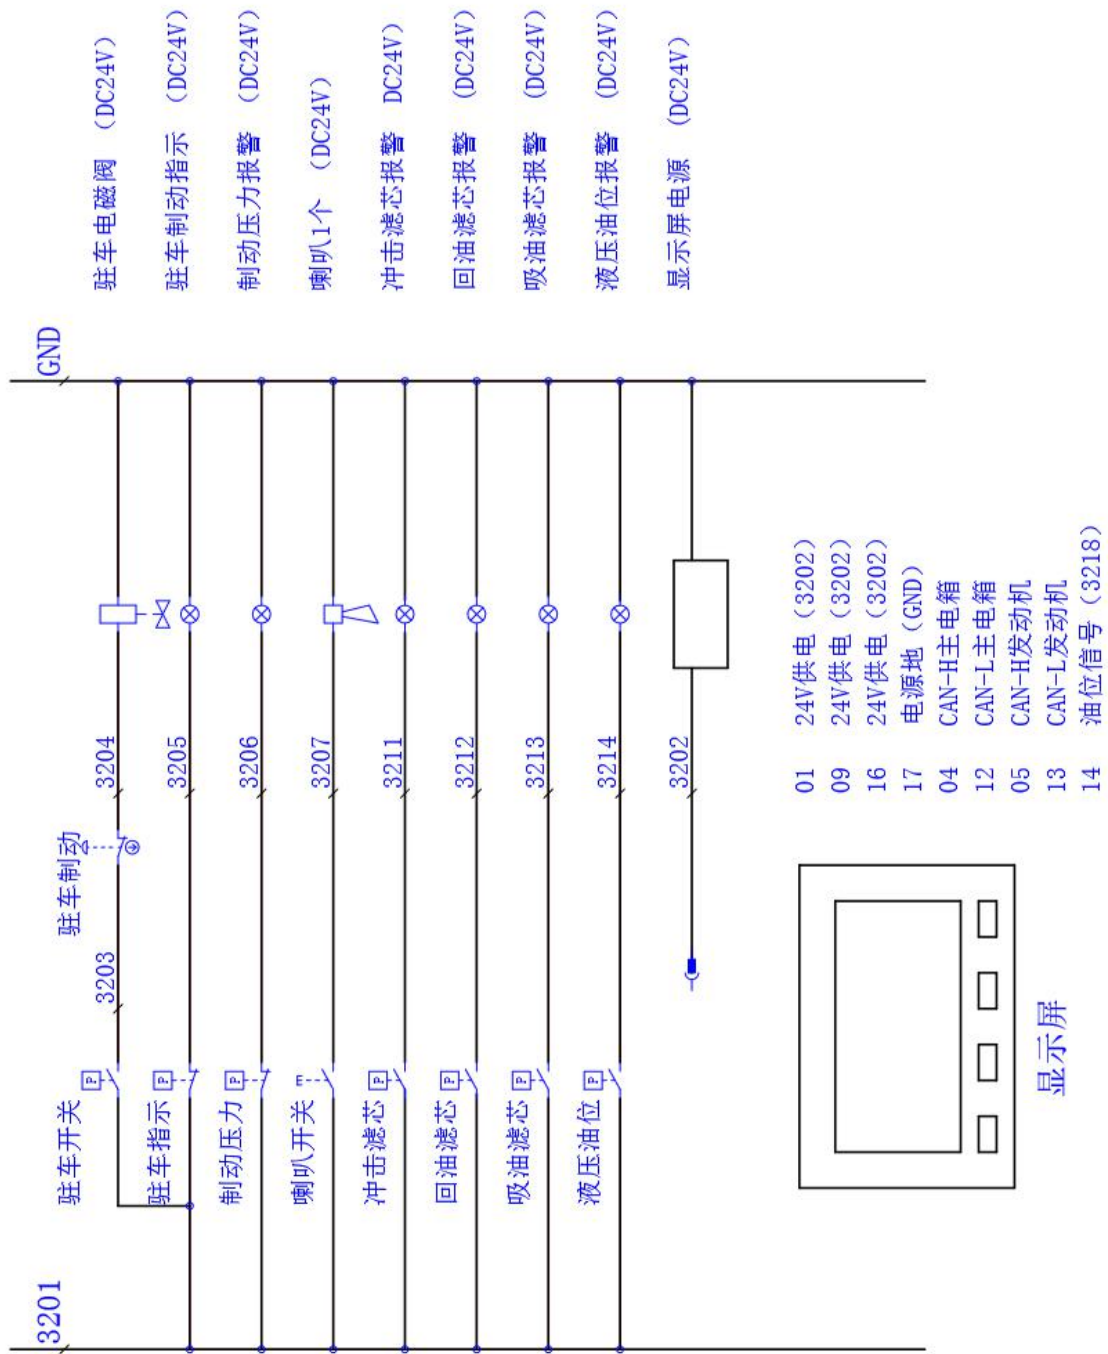 3201
GND
驻车开关
P
3203
驻车制动
3204
驻车电磁阀 （DC24V）
驻车指示
P
3205
驻车制动指示 （DC24V）
制动压力
P
3206
制动压力报警 （DC24V）
喇叭开关
3207
喇叭1个 （DC24V）
冲击滤芯
P
3211
冲击滤芯报警 DC24V）
回油滤芯
P
3212
回油滤芯报警 （DC24V）
吸油滤芯
P
3213
吸油滤芯报警 （DC24V）
液压油位
P
3214
液压油位报警 （DC24V）
3202
显示屏电源 （DC24V）
01 24V供电（3202）
09 24V供电（3202）
16 24V供电（3202）
17 电源地（GND）
04 CAN-H主电箱
12 CAN-L主电箱
05 CAN-H发动机
13 CAN-L发动机
14 油位信号（3218）
显示屏